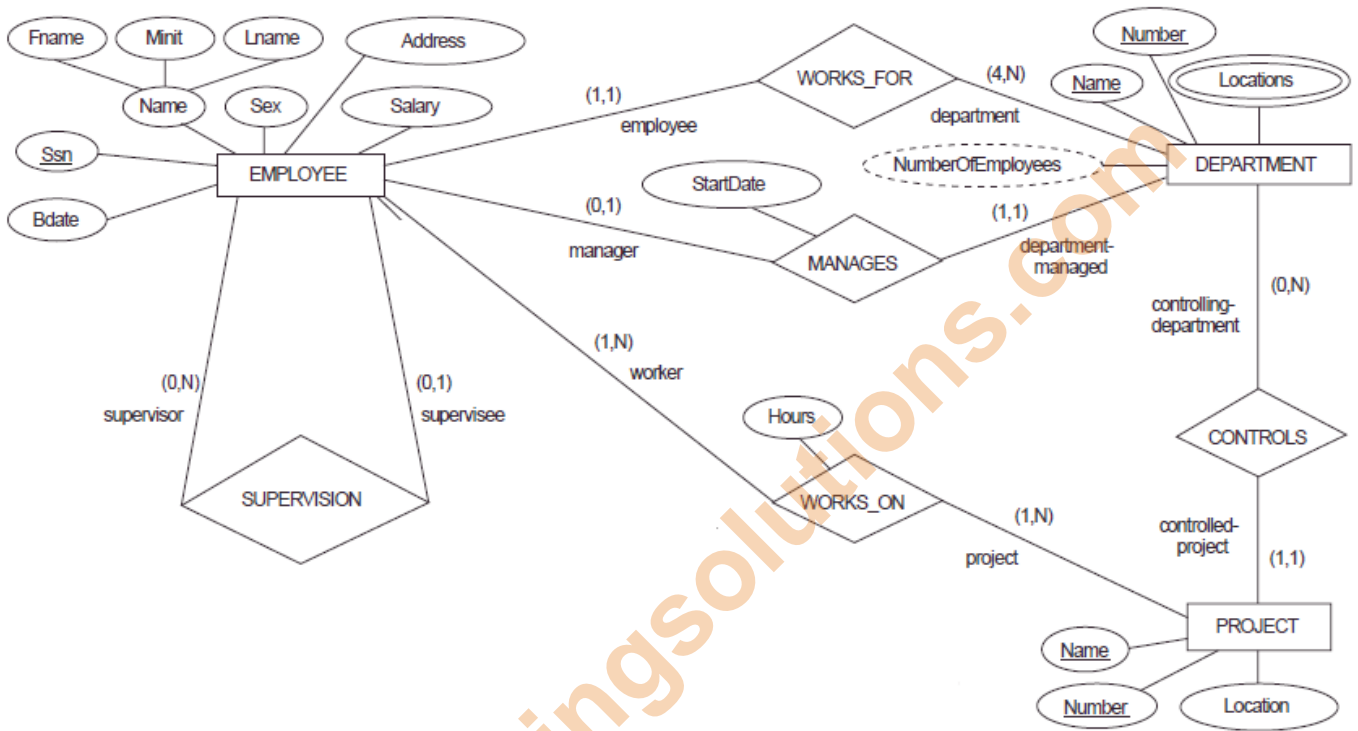 Fname
Minit
Lname
Address
Number
WORKS_FOR
(4,N)
Locations
Name
Sex
Salary
(1,1)
Name
employee
department
Ssn
EMPLOYEE
NumberOfEmployees
DEPARTMENT
StartDate
Bdate
(0,1)
(1,1)
manager
MANAGES
department-
managed
(0,N)
controlling-
department
(1,N)
worker
(0,N)
supervisor
(0,1)
supervisee
Hours
CONTROLS
SUPERVISION
WORKS_ON
(1,N)
project
controlled-
project
(1,1)
PROJECT
Name
Number
Location
ingsolutions.com